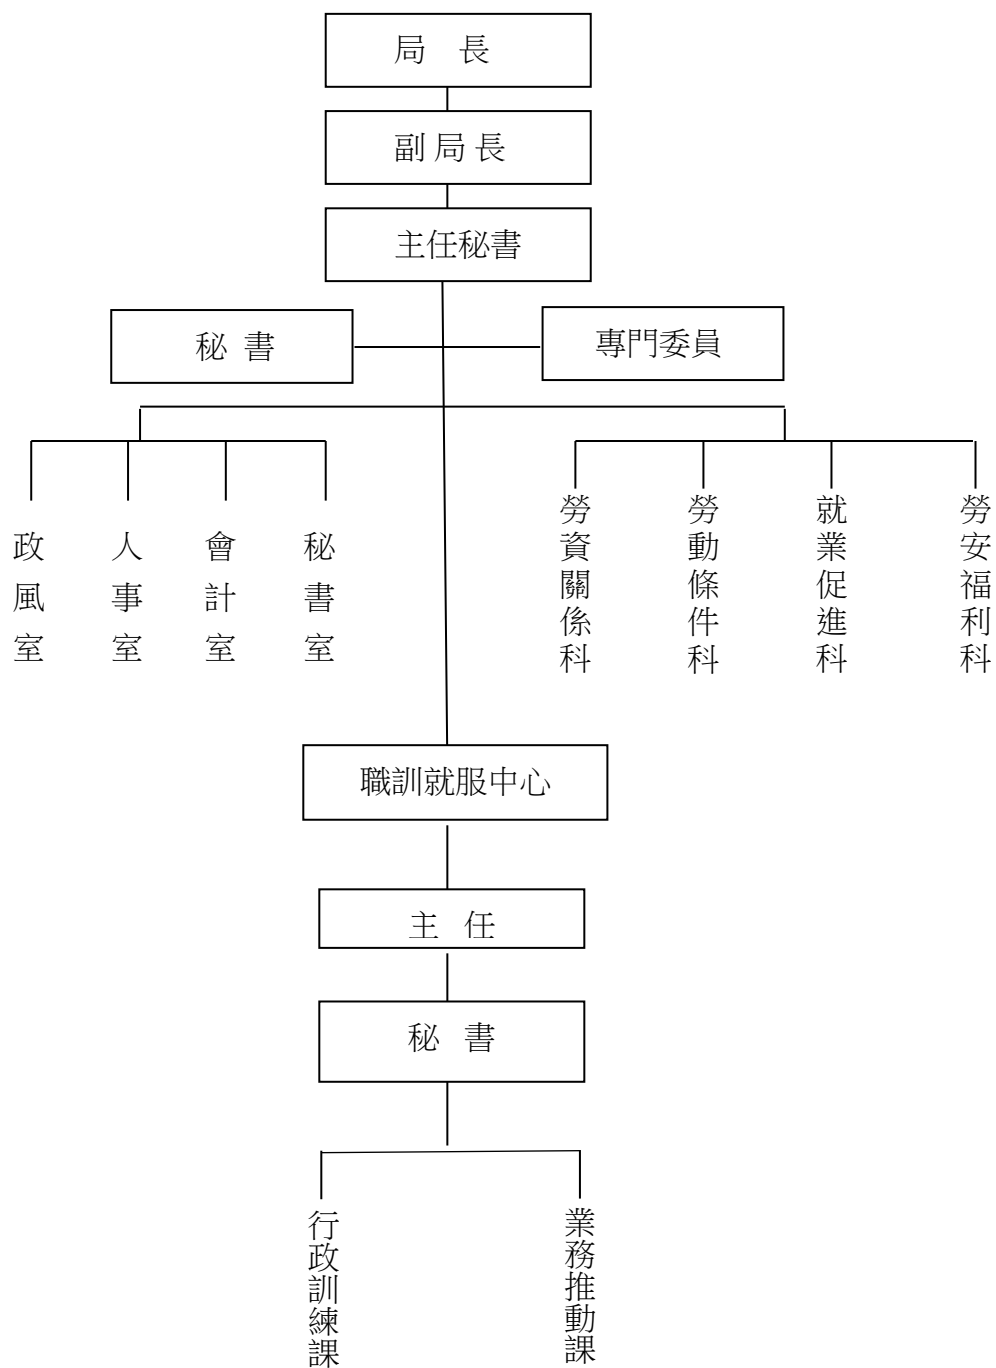 局 長
副局長
主任秘書
秘 書
專門委員
政風室
人事室
會計室
秘書室
勞資關係科
勞動條件科
就業促進科
勞安福利科
職訓就服中心
主 任
秘 書
行政訓練課
業務推動課